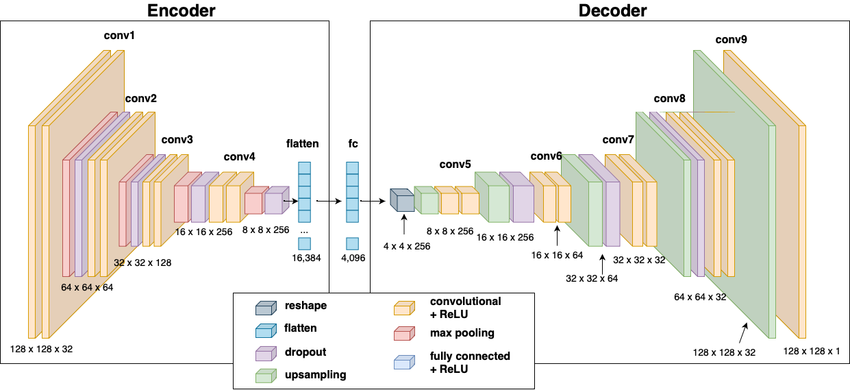 Encoder
Decoder
conv1
conv2
conv3
conv4
flatten
fc
conv5
conv6
conv7
conv8
conv9
128 x 128 x 32
64 x 64 x 64
32 x 32 x 128
16 x 16 x 256
8 x 8 x 256
...
16,384
4,096
4 x 4 x 256
8 x 8 x 256
16 x 16 x 256
16 x 16 x 64
32 x 32 x 64
32 x 32 x 32
64 x 64 x 32
128 x 128 x 32
128 x 128 x 1
reshape
flatten
dropout
upsampling
convolutional
+ ReLU
max pooling
fully connected
+ ReLU